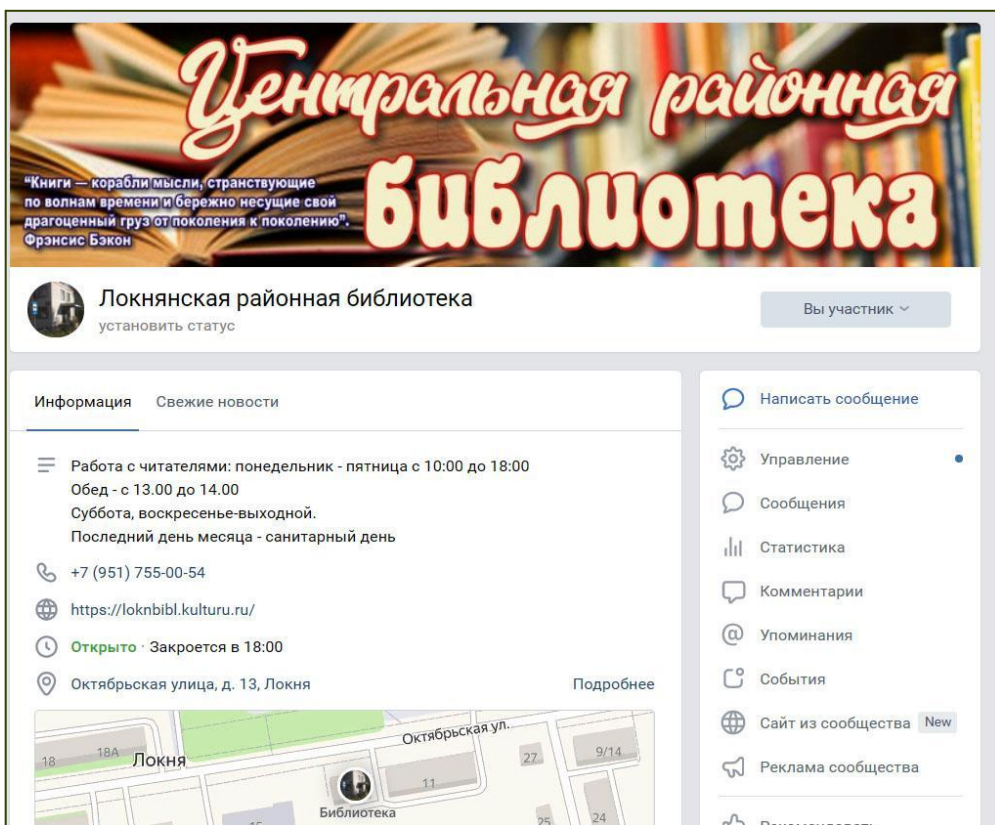 Центральная районная
библиотека
"Книги — корабли мысли, странствующие
по волнам времени и бережно несущие свой
драгоценный груз от поколения к поколению".
Фрэнсис Бэкон
Локнянская районная библиотека
установить статус
Вы участник
Информация Свежие новости
Работа с читателями: понедельник - пятница с 10:00 до 18:00
Обед - с 13.00 до 14.00
Суббота, воскресенье-выходной.
Последний день месяца - санитарный день
+7 (951) 755-00-54
https://loknbibl.kulturu.ru/
Открыто · Закроется в 18:00
Октябрьская улица, д. 13, Локня Подробнее
Октябрьская ул.
18
18А
Локня
11
27
9/14
Библиотека
15
25
24
Написать сообщение
Управление
Сообщения
Статистика
Комментарии
Упоминания
События
Сайт из сообщества New
Реклама сообщества
Рекомендовать